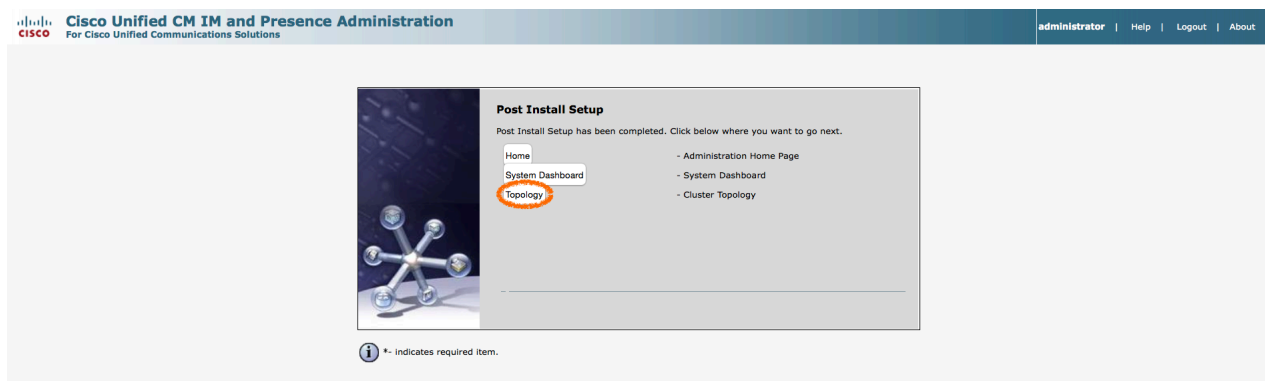 CISCO
Cisco Unified CM IM and Presence Administration
For Cisco Unified Communications Solutions
administrator | Help | Logout | About
Post Install Setup
Post Install Setup has been completed. Click below where you want to go next.
Home - Administration Home Page
System Dashboard - System Dashboard
Topology - Cluster Topology
i *- indicates required item.